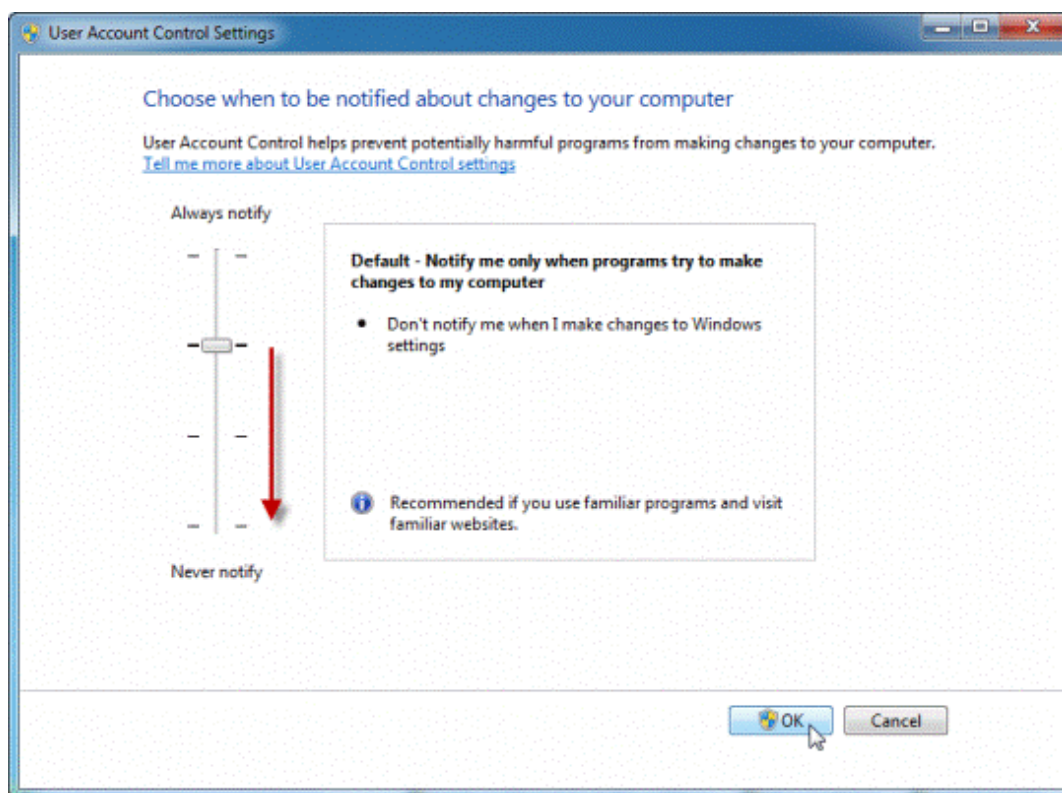 User Account Control Settings
Choose when to be notified about changes to your computer
User Account Control helps prevent potentially harmful programs from making changes to your computer.
Tell me more about User Account Control settings
Always notify
Default - Notify me only when programs try to make
changes to my computer
• Don't notify me when I make changes to Windows
settings
Recommended if you use familiar programs and visit
familiar websites.
Never notify
OK
Cancel